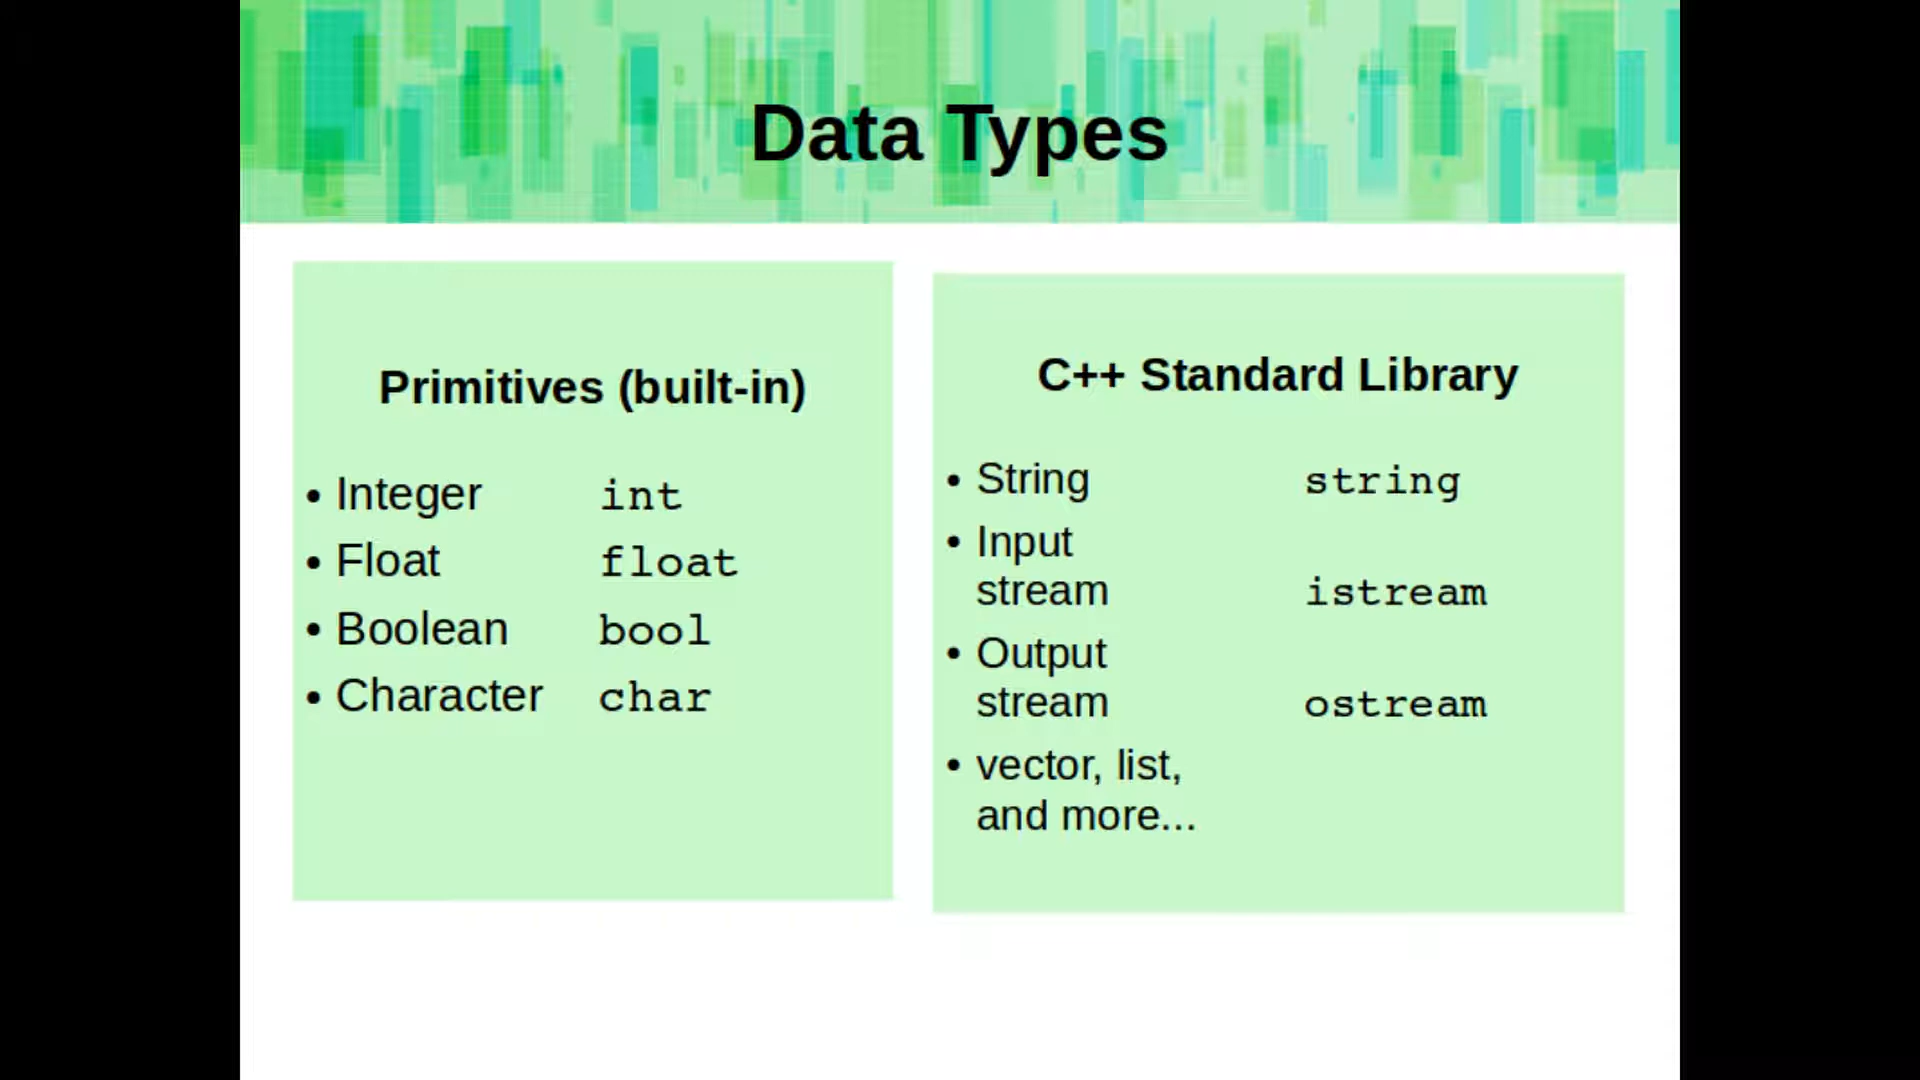 Data Types
Primitives (built-in)
• Integer int
• Float float
• Boolean bool
• Character char
C++ Standard Library
• String string
• Input
stream istream
• Output
stream ostream
• vector, list,
and more...